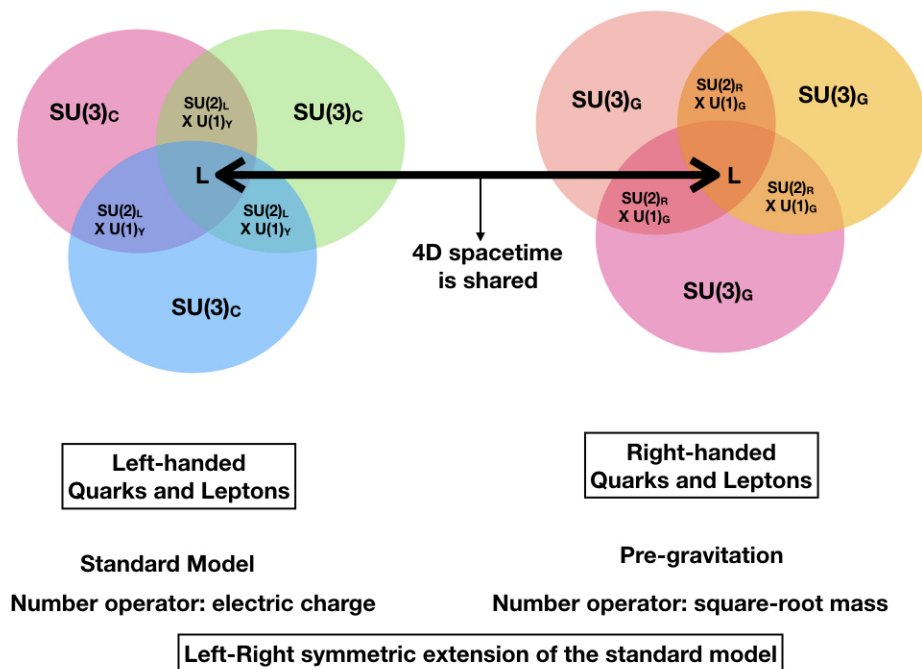 SU(3)C
SU(2)L
X U(1)Y
SU(3)C
L
SU(2)L
X U(1)Y
SU(2)L
X U(1)Y
SU(3)C
SU(3)G
SU(2)R
X U(1)G
SU(3)G
L
SU(2)R
X U(1)G
SU(2)R
X U(1)G
SU(3)G
4D spacetime
is shared
Left-handed
Quarks and Leptons
Right-handed
Quarks and Leptons
Standard Model
Pre-gravitation
Number operator: electric charge
Number operator: square-root mass
Left-Right symmetric extension of the standard model